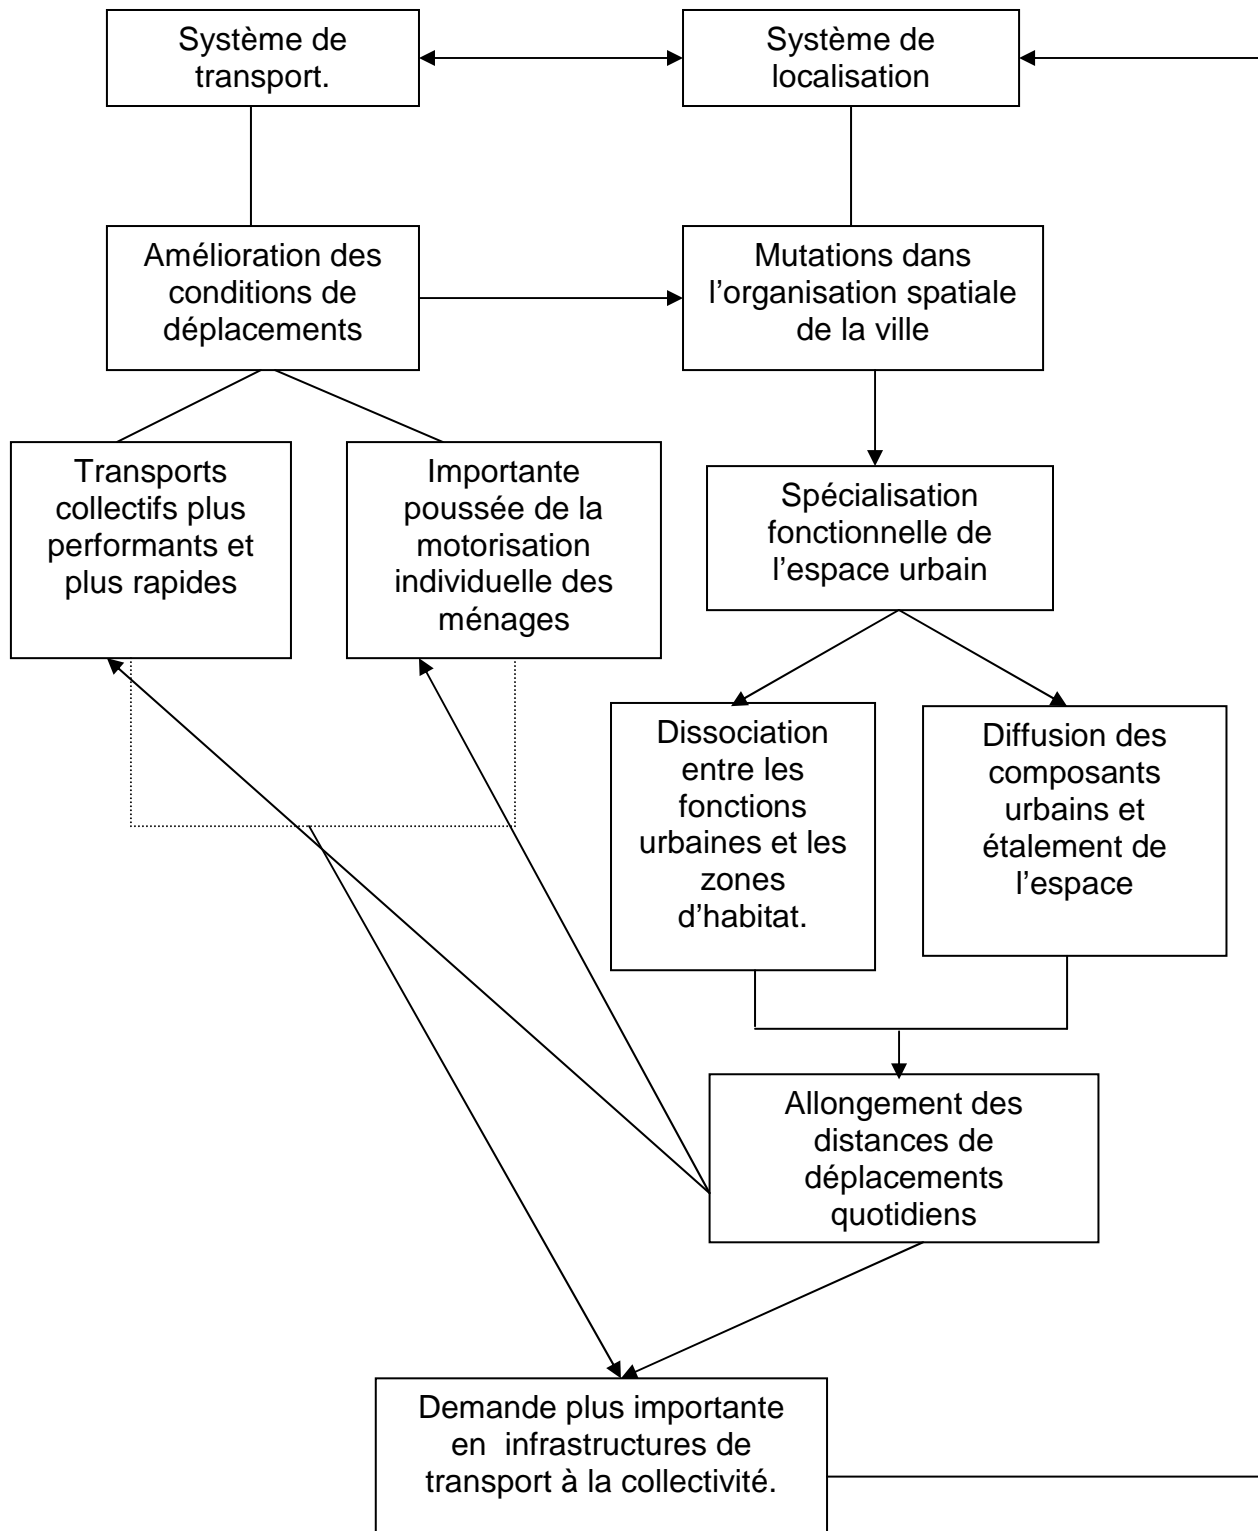 Système de
transport.
Système de
localisation
Amélioration des
conditions de
déplacements
Mutations dans
l’organisation spatiale
de la ville
Transports
collectifs plus
performants et
plus rapides
Importante
poussée de la
motorisation
individuelle des
ménages
Spécialisation
fonctionnelle de
l’espace urbain
Dissociation
entre les
fonctions
urbaines et les
zones
d’habitat.
Diffusion des
composants
urbains et
étalement de
l’espace
Allongement des
distances de
déplacements
quotidiens
Demande plus importante
en  infrastructures de
transport à la collectivité.